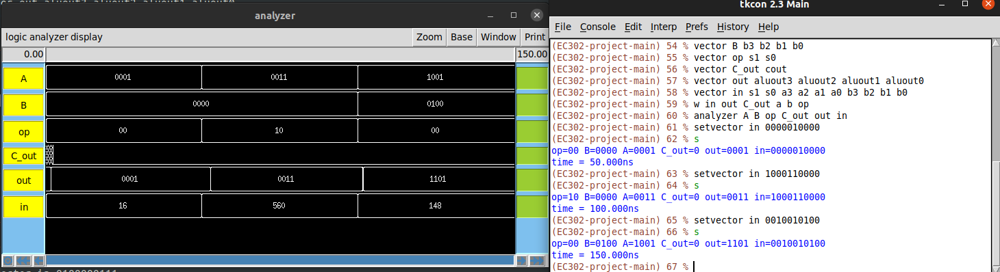 analyzer
logic analyzer display Zoom Base Window Print
0.00 150.00
A 0001 0011 1001
B 0000 0100
op 00 10 00
C_out
out 0001 0011 1101
in 16 560 148
tkcon 2.3 Main
File Console Edit Interp Prefs History Help
(EC302-project-main) 54 % vector B b3 b2 b1 b0
(EC302-project-main) 55 % vector op s1 s0
(EC302-project-main) 56 % vector C_out cout
(EC302-project-main) 57 % vector out aluout3 aluout2 aluout1 aluout0
(EC302-project-main) 58 % vector in s1 s0 a3 a2 a1 a0 b3 b2 b1 b0
(EC302-project-main) 59 % w in out C_out a b op
(EC302-project-main) 60 % analyzer A B op C_out out in
(EC302-project-main) 61 % setvector in 0000010000
(EC302-project-main) 62 % s
op=00 B=0000 A=0001 C_out=0 out=0001 in=0000010000
time = 50.000ns
(EC302-project-main) 63 % setvector in 1000110000
(EC302-project-main) 64 % s
op=10 B=0000 A=0011 C_out=0 out=0011 in=1000110000
time = 100.000ns
(EC302-project-main) 65 % setvector in 0010010100
(EC302-project-main) 66 % s
op=00 B=0100 A=1001 C_out=0 out=1101 in=0010010100
time = 150.000ns
(EC302-project-main) 67 %